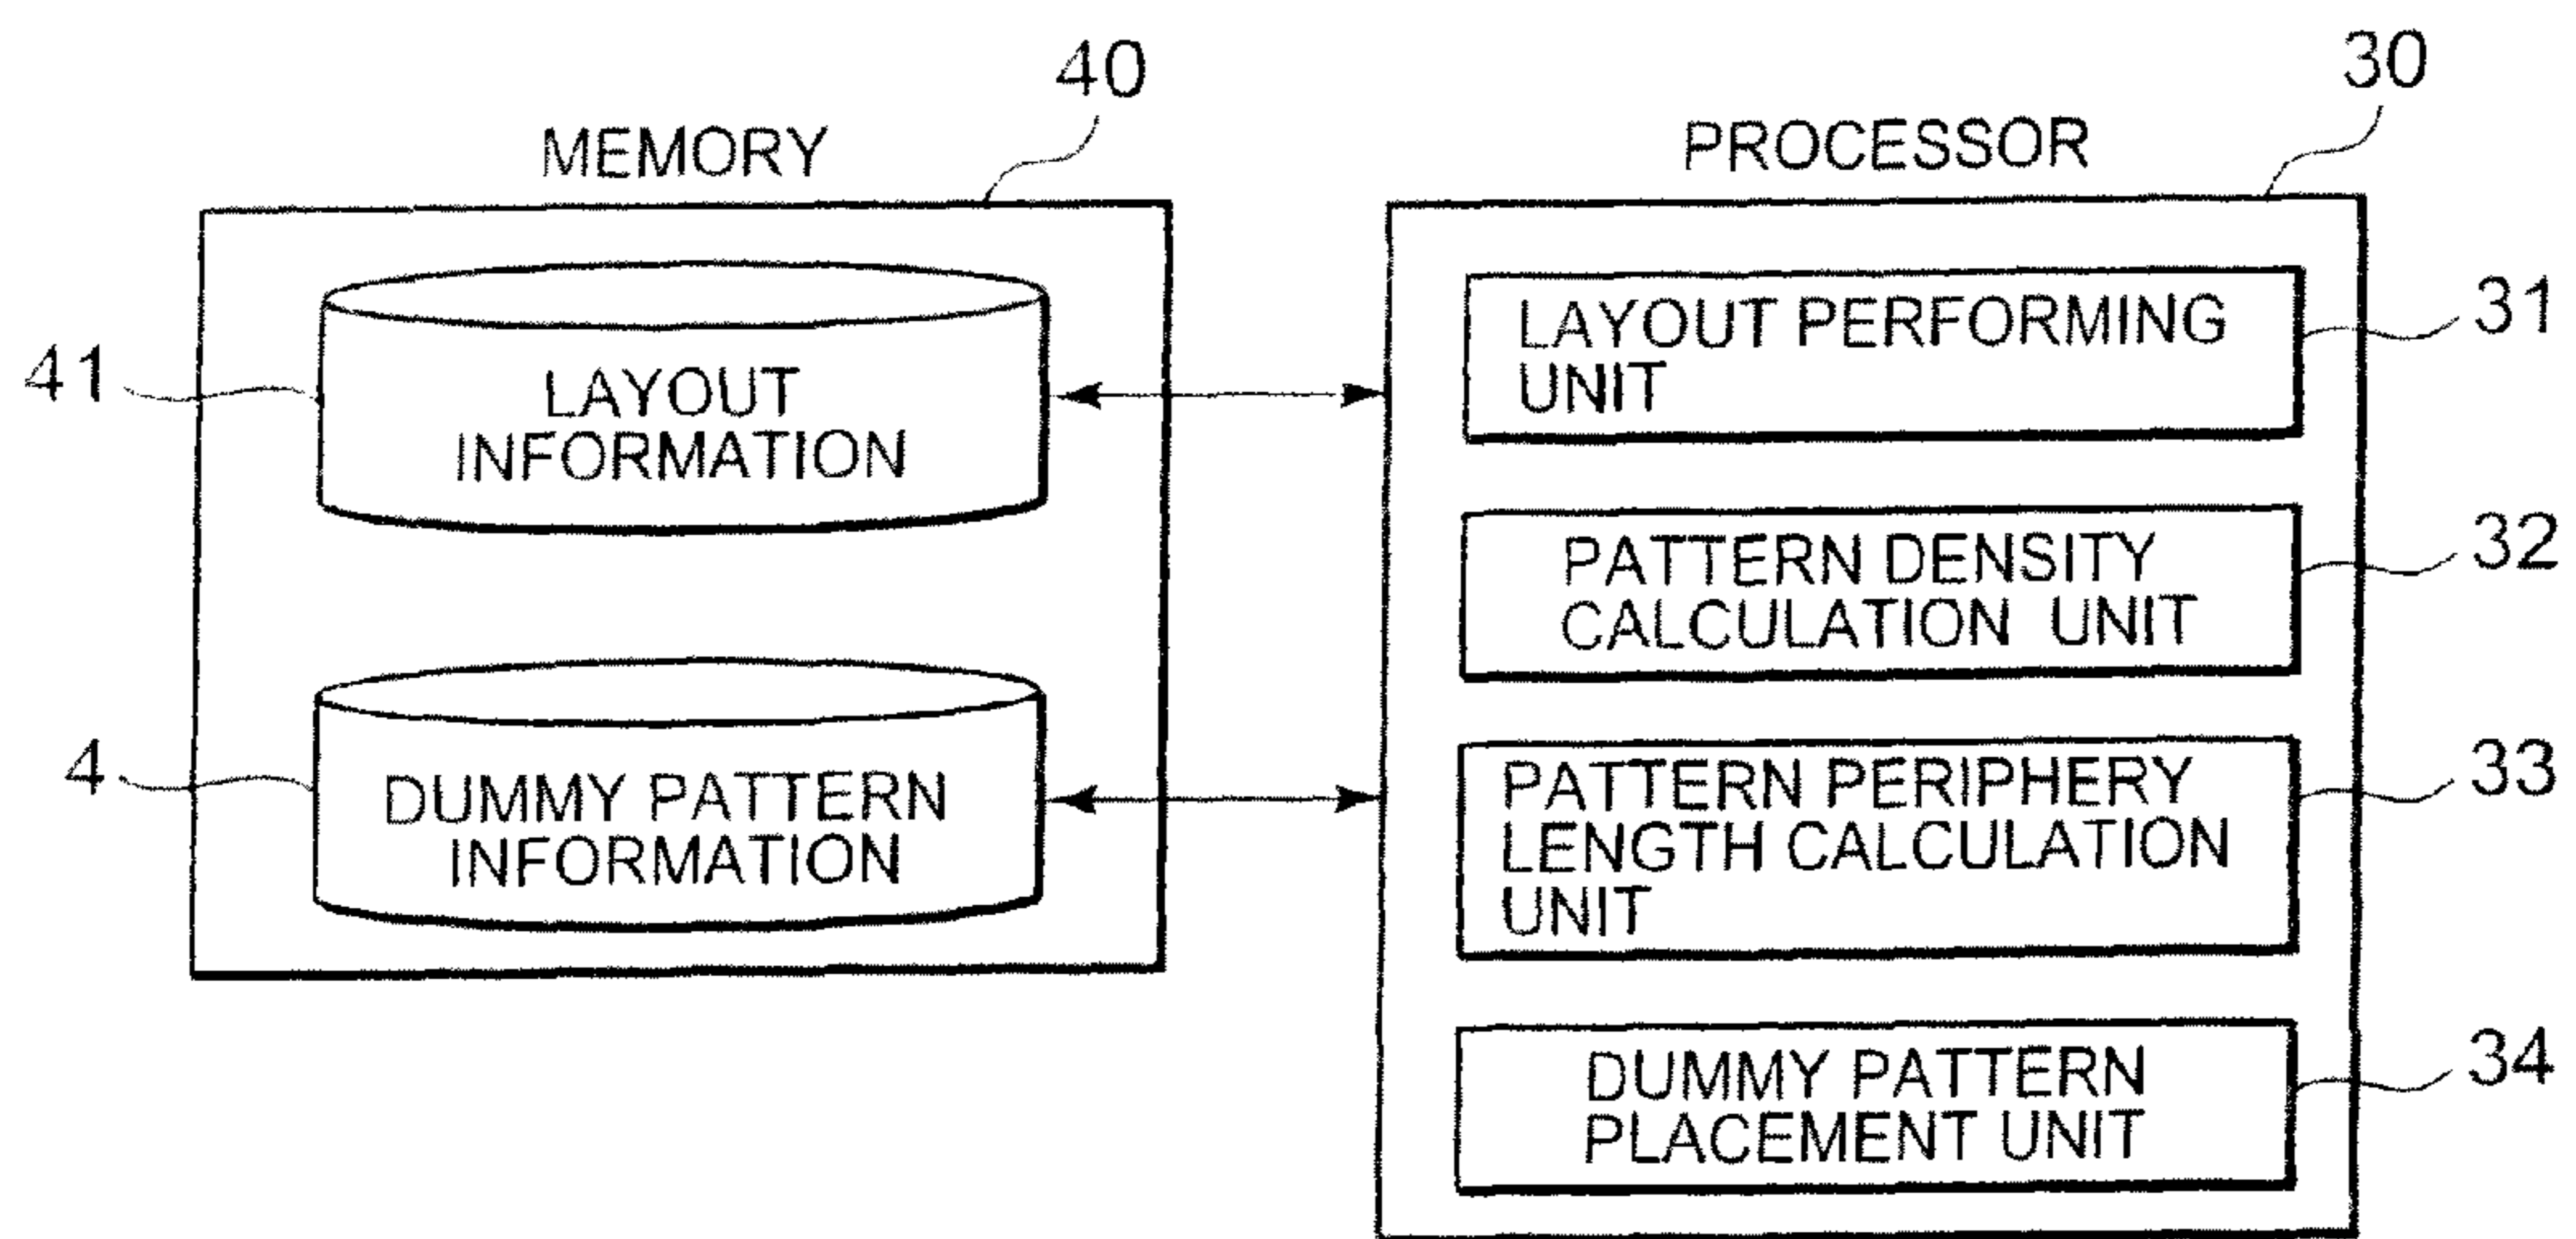 40
MEMORY
41
LAYOUT
INFORMATION
4
DUMMY PATTERN
INFORMATION
30
PROCESSOR
LAYOUT PERFORMING
UNIT
31
PATTERN DENSITY
CALCULATION UNIT
32
PATTERN PERIPHERY
LENGTH CALCULATION
UNIT
33
DUMMY PATTERN
PLACEMENT UNIT
34